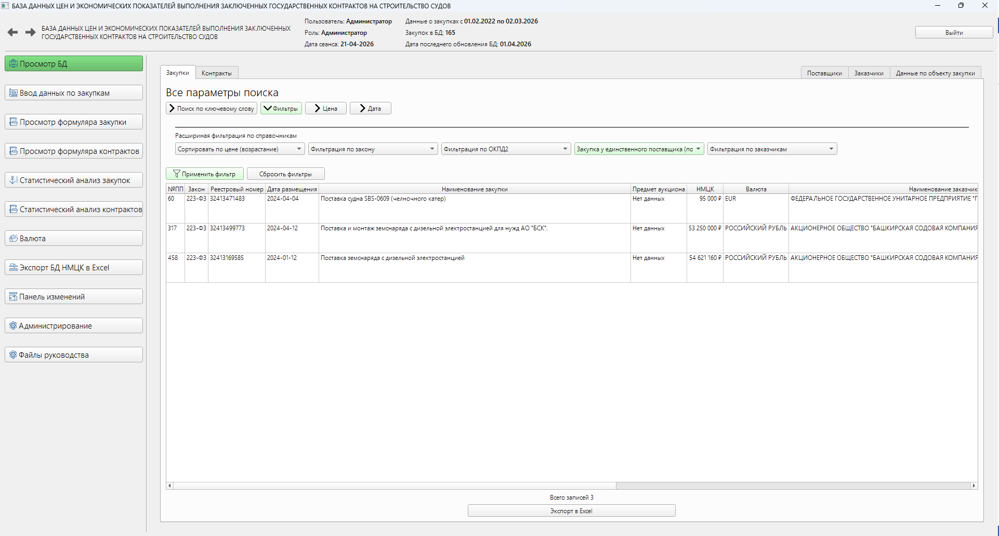 БАЗА ДАННЫХ ЦЕН И ЭКОНОМИЧЕСКИХ ПОКАЗАТЕЛЕЙ ВЫПОЛНЕНИЯ ЗАКЛЮЧЕННЫХ ГОСУДАРСТВЕННЫХ КОНТРАКТОВ НА СТРОИТЕЛЬСТВО СУДОВ
БАЗА ДАННЫХ ЦЕН И ЭКОНОМИЧЕСКИХ ПОКАЗАТЕЛЕЙ ВЫПОЛНЕНИЯ ЗАКЛЮЧЕННЫХ
ГОСУДАРСТВЕННЫХ КОНТРАКТОВ НА СТРОИТЕЛЬСТВО СУДОВ
Пользователь: Администратор
Роль: Администратор
Дата сеанса: 21-04-2026
Данные о закупках с 01.02.2022 по 02.03.2026
Закупок в БД: 165
Дата последнего обновления БД: 01.04.2026
Выйти
Просмотр БД
Ввод данных по закупкам
Просмотр формуляра закупки
Просмотр формуляра контрактов
Статистический анализ закупок
Статистический анализ контрактов
Валюта
Экспорт БД НМЦК в Excel
Панель изменений
Администрирование
Файлы руководства
Закупки Контракты Поставщики Заказчики Данные по объекту закупки
Все параметры поиска
Поиск по ключевому слову Фильтры Цена Дата
Расшириная фильтрация по справочникам
Сортировать по цене (возрастание) Фильтрация по закону Фильтрация по ОКПД2 Закупка у единственного поставщика (по Фильтрация по заказчикам
Применить фильтр Сбросить фильтры
№ПП Закон Реестровый номер Дата размещения Наименование закупки Предмет аукциона НМЦК Валюта Наименование заказчик
60 223-ФЗ 32413471483 2024-04-04 Поставка судна SBS-0609 (челночного катер) Нет данных 95 000 ₽ EUR ФЕДЕРАЛЬНОЕ ГОСУДАРСТВЕННОЕ УНИТАРНОЕ ПРЕДПРИЯТИЕ "Г
317 223-ФЗ 32413499773 2024-04-12 Поставка и монтаж земснаряда с дизельной электростанцией для нужд АО "БСК". Нет данных 53 250 000 ₽ РОССИЙСКИЙ РУБЛЬ АКЦИОНЕРНОЕ ОБЩЕСТВО "БАШКИРСКАЯ СОДОВАЯ КОМПАНИЯ
458 223-ФЗ 32413169585 2024-01-12 Поставка земснаряда с дизельной электростанцией Нет данных 54 621 160 ₽ РОССИЙСКИЙ РУБЛЬ АКЦИОНЕРНОЕ ОБЩЕСТВО "БАШКИРСКАЯ СОДОВАЯ КОМПАНИЯ
Всего записей 3
Экспорт в Excel